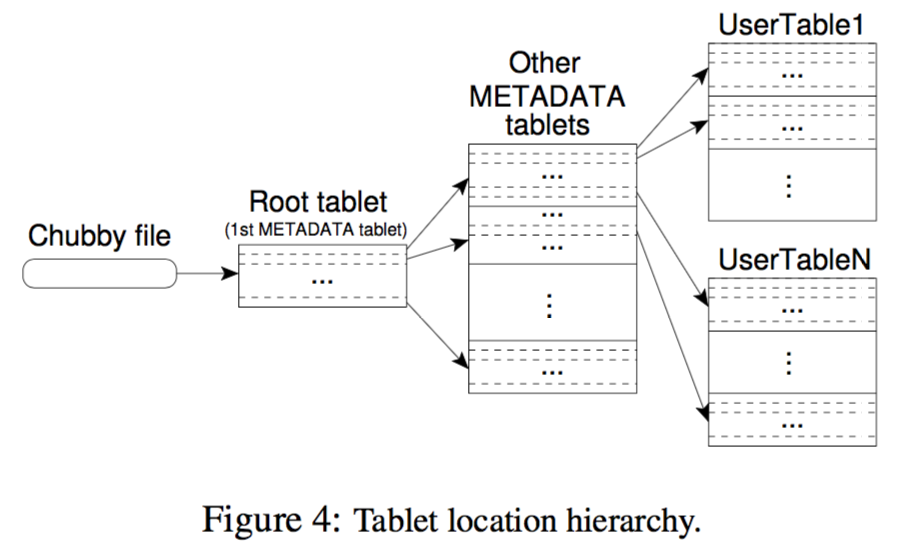 UserTable1
...
...
⋮
Other
METADATA
tablets
...
...
...
⋮
...
Root tablet
(1st METADATA tablet)
...
Chubby file
UserTableN
...
⋮
...
Figure 4: Tablet location hierarchy.